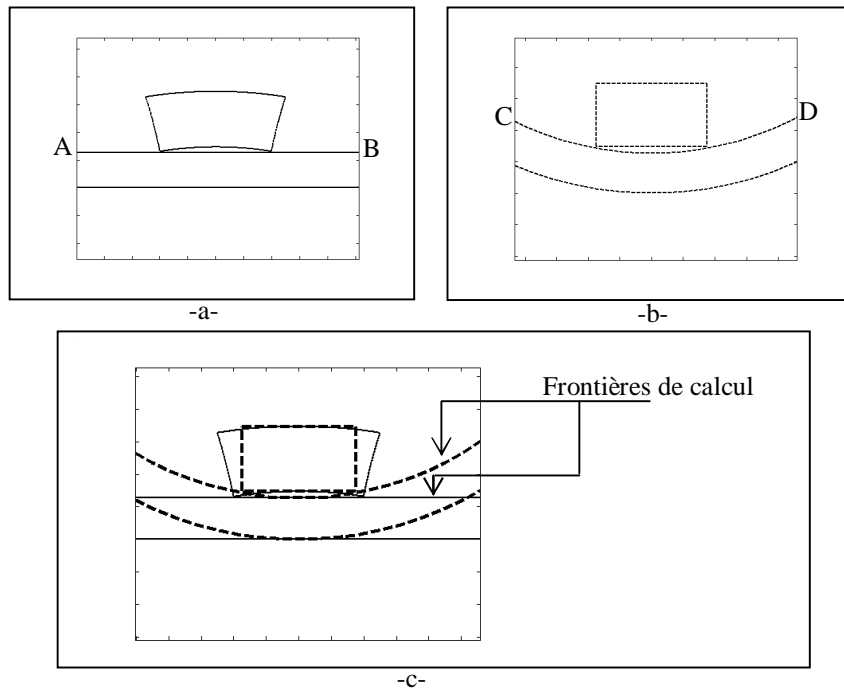 A
B
C
D
-a-
-b-
Frontières de calcul
-c-